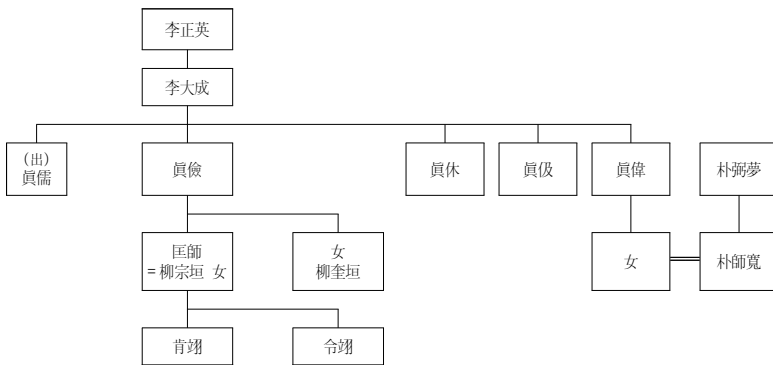 李正英
李大成
(出)
眞儒
眞儉
眞休
眞伋
眞偉
朴弼夢
匡師
= 柳宗垣 女
女
柳奎垣
女
朴師寬
肯翊
令翊